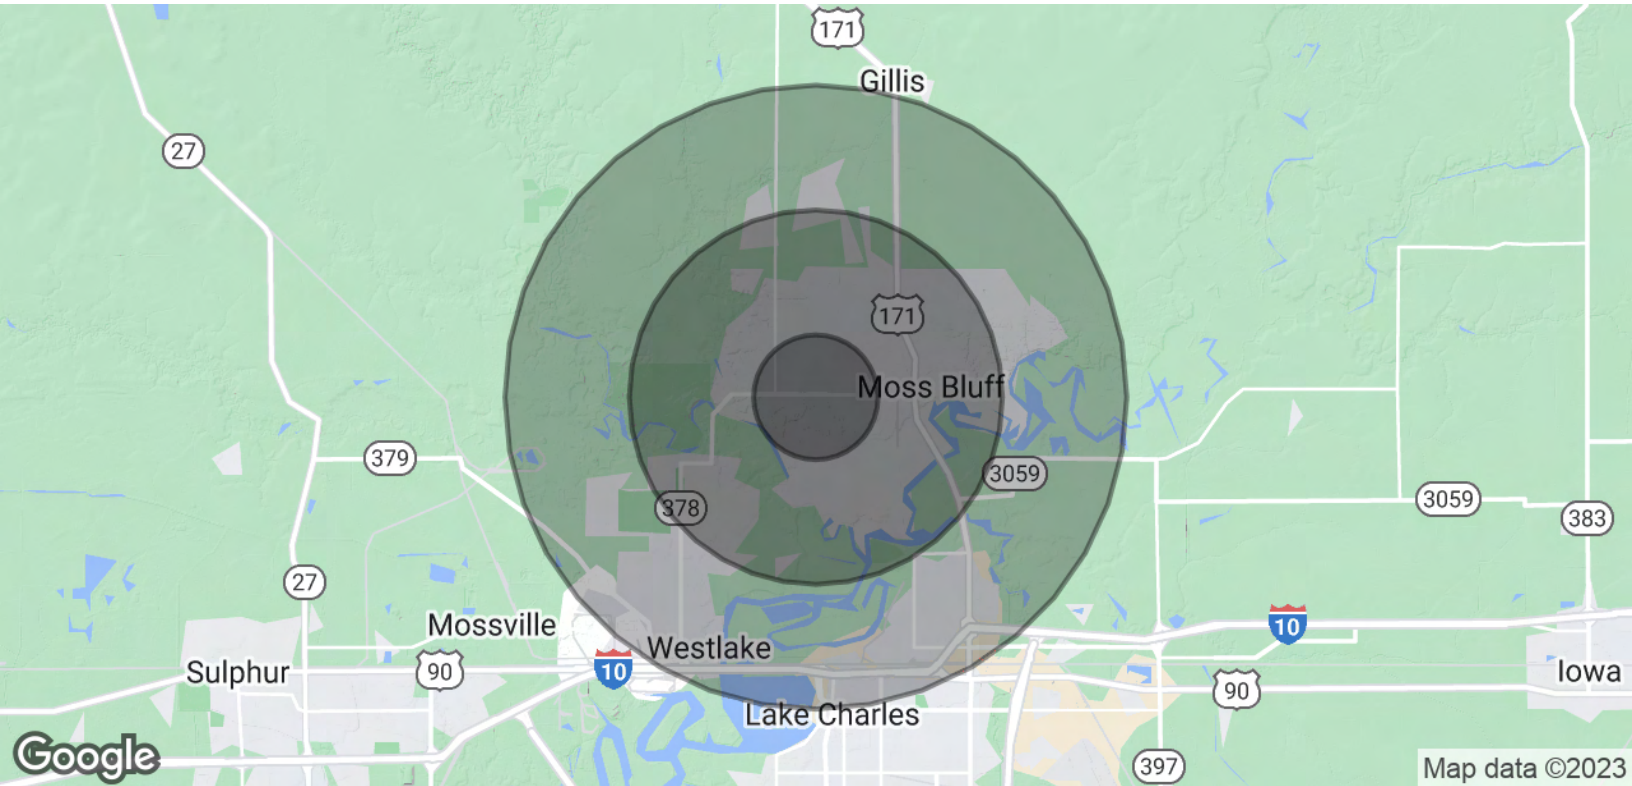 171
Gillis
27
171
Moss Bluff
379
3059
378
3059
383
27
Mossville
10
Westlake
10
Sulphur
90
90
Iowa
Lake Charles
397
Google
Map data ©2023